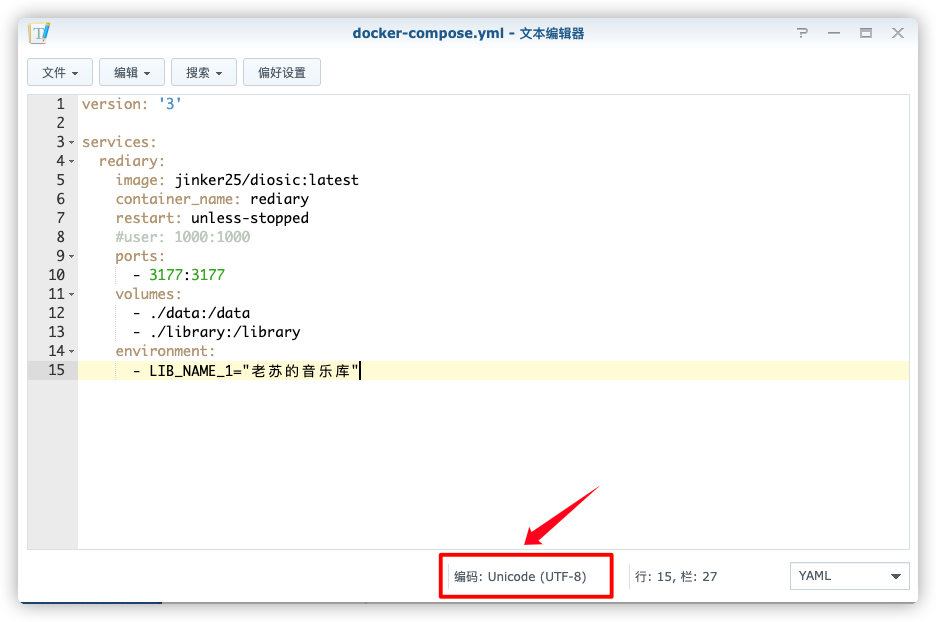 docker-compose.yml - 文本编辑器
文件 编辑 搜索 偏好设置
1 version: '3'
2
3 services:
4   rediary:
5     image: jinker25/diosic:latest
6     container_name: rediary
7     restart: unless-stopped
8     #user: 1000:1000
9     ports:
10       - 3177:3177
11     volumes:
12       - ./data:/data
13       - ./library:/library
14     environment:
15       - LIB_NAME_1="老苏的音乐库"
编码: Unicode (UTF-8) 行: 15, 栏: 27 YAML